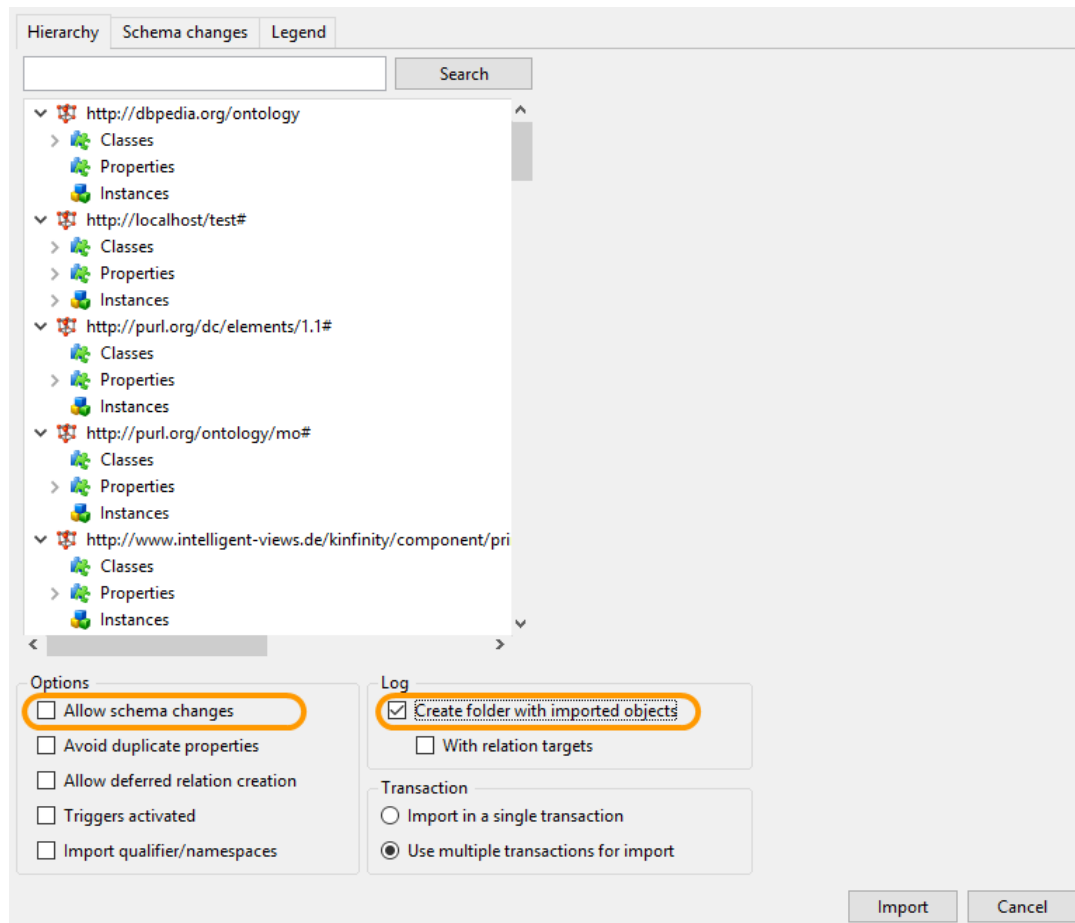 Hierarchy Schema changes Legend
Search
http://dbpedia.org/ontology
Classes
Properties
Instances
http://localhost/test#
Classes
Properties
Instances
http://purl.org/dc/elements/1.1#
Classes
Properties
Instances
http://purl.org/ontology/mo#
Classes
Properties
Instances
http://www.intelligent-views.de/kinfinity/component/pri
Classes
Properties
Instances
Options
Allow schema changes
Avoid duplicate properties
Allow deferred relation creation
Triggers activated
Import qualifier/namespaces
Log
Create folder with imported objects
With relation targets
Transaction
Import in a single transaction
Use multiple transactions for import
Import Cancel